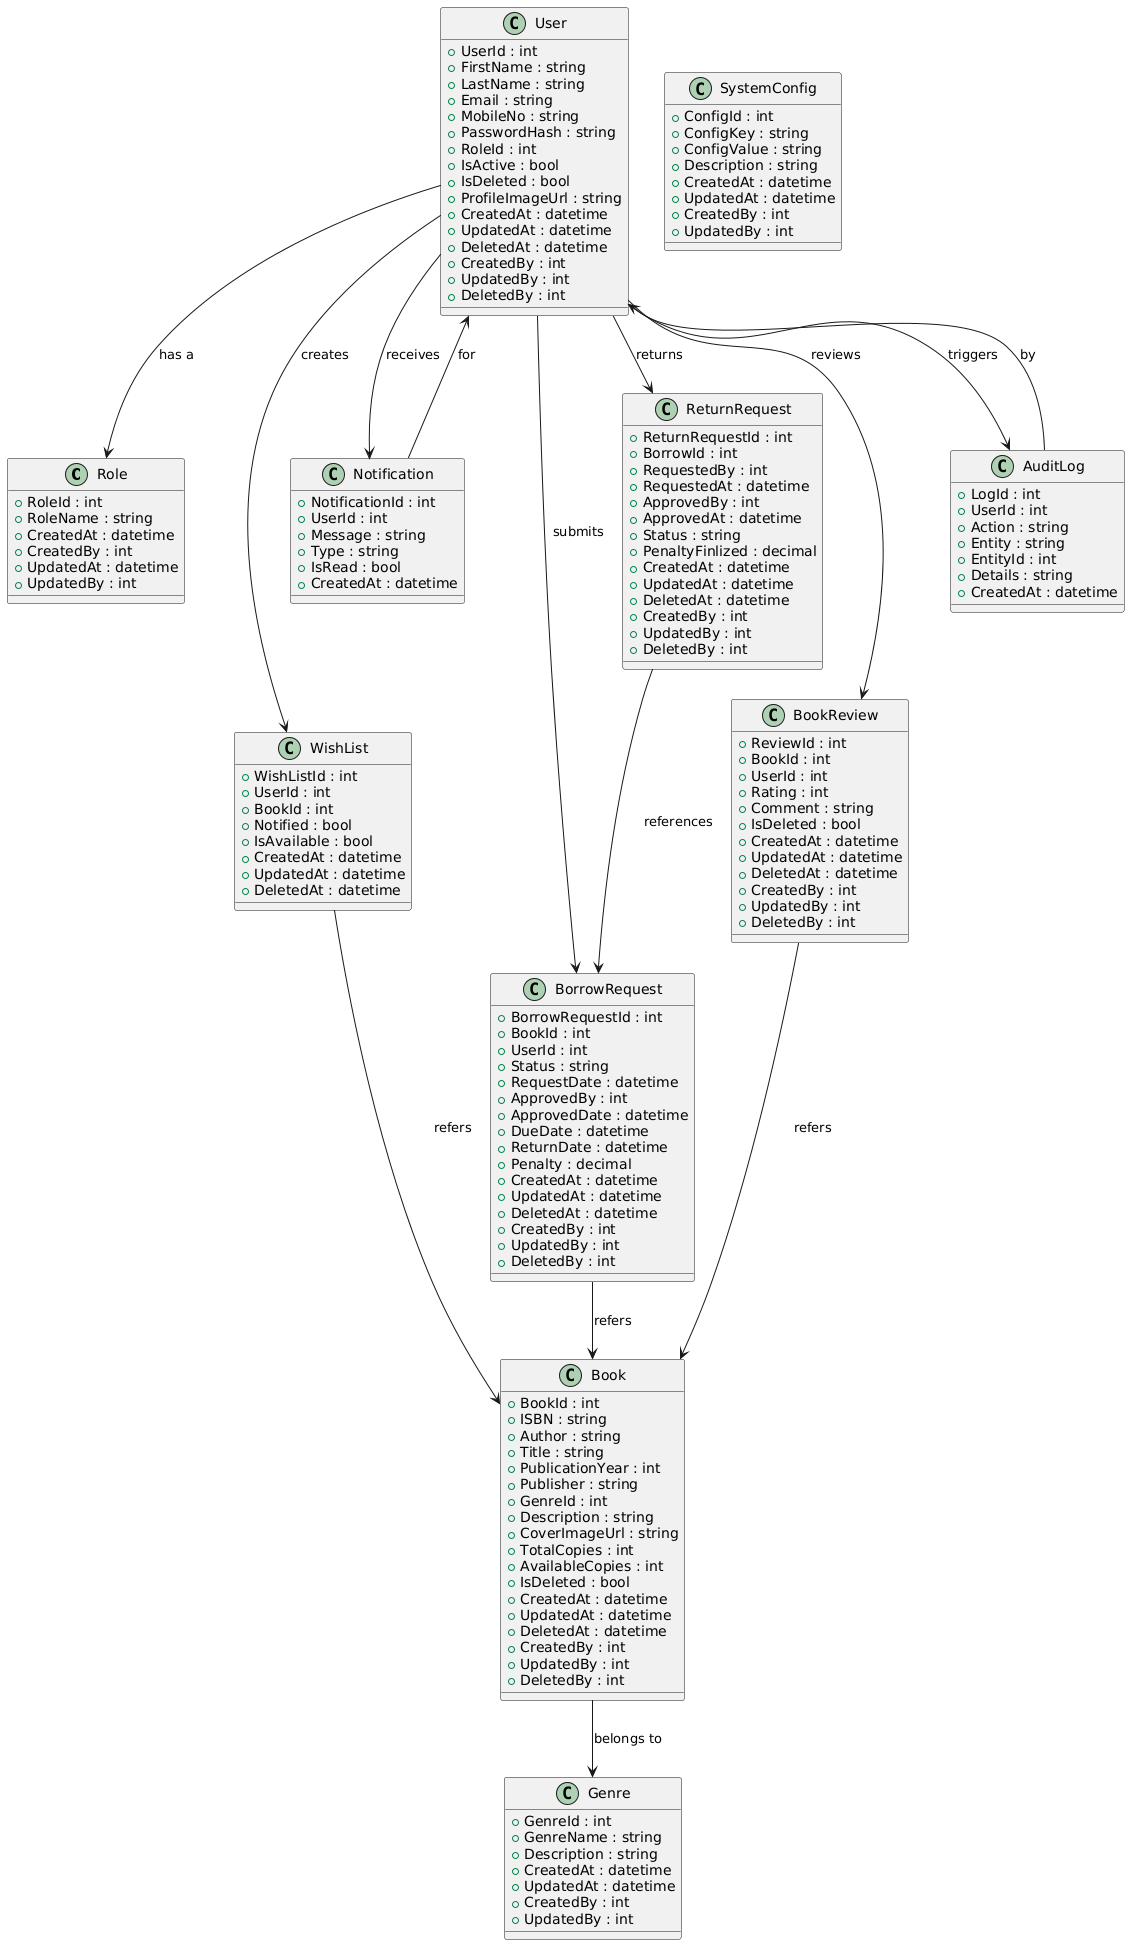 C User
UserId : int
FirstName : string
LastName : string
Email : string
MobileNo : string
PasswordHash : string
RoleId : int
IsActive : bool
IsDeleted : bool
ProfileImageUrl : string
CreatedAt : datetime
UpdatedAt : datetime
DeletedAt : datetime
CreatedBy : int
UpdatedBy : int
DeletedBy : int
C SystemConfig
ConfigId : int
ConfigKey : string
ConfigValue : string
Description : string
CreatedAt : datetime
UpdatedAt : datetime
CreatedBy : int
UpdatedBy : int
has a
creates
receives
for
returns
reviews
triggers
by
submits
C Role
RoleId : int
RoleName : string
CreatedAt : datetime
CreatedBy : int
UpdatedAt : datetime
UpdatedBy : int
C Notification
NotificationId : int
UserId : int
Message : string
Type : string
IsRead : bool
CreatedAt : datetime
C ReturnRequest
ReturnRequestId : int
BorrowId : int
RequestedBy : int
RequestedAt : datetime
ApprovedBy : int
ApprovedAt : datetime
Status : string
PenaltyFinlized : decimal
CreatedAt : datetime
UpdatedAt : datetime
DeletedAt : datetime
CreatedBy : int
UpdatedBy : int
DeletedBy : int
C AuditLog
LogId : int
UserId : int
Action : string
Entity : string
EntityId : int
Details : string
CreatedAt : datetime
C WishList
WishListId : int
UserId : int
BookId : int
Notified : bool
IsAvailable : bool
CreatedAt : datetime
UpdatedAt : datetime
DeletedAt : datetime
references
C BookReview
ReviewId : int
BookId : int
UserId : int
Rating : int
Comment : string
IsDeleted : bool
CreatedAt : datetime
UpdatedAt : datetime
DeletedAt : datetime
CreatedBy : int
UpdatedBy : int
DeletedBy : int
C BorrowRequest
BorrowRequestId : int
BookId : int
UserId : int
Status : string
RequestDate : datetime
ApprovedBy : int
ApprovedDate : datetime
DueDate : datetime
ReturnDate : datetime
Penalty : decimal
CreatedAt : datetime
UpdatedAt : datetime
DeletedAt : datetime
CreatedBy : int
UpdatedBy : int
DeletedBy : int
refers
refers
refers
C Book
BookId : int
ISBN : string
Author : string
Title : string
PublicationYear : int
Publisher : string
GenreId : int
Description : string
CoverImageUrl : string
TotalCopies : int
AvailableCopies : int
IsDeleted : bool
CreatedAt : datetime
UpdatedAt : datetime
DeletedAt : datetime
CreatedBy : int
UpdatedBy : int
DeletedBy : int
belongs to
C Genre
GenreId : int
GenreName : string
Description : string
CreatedAt : datetime
UpdatedAt : datetime
CreatedBy : int
UpdatedBy : int